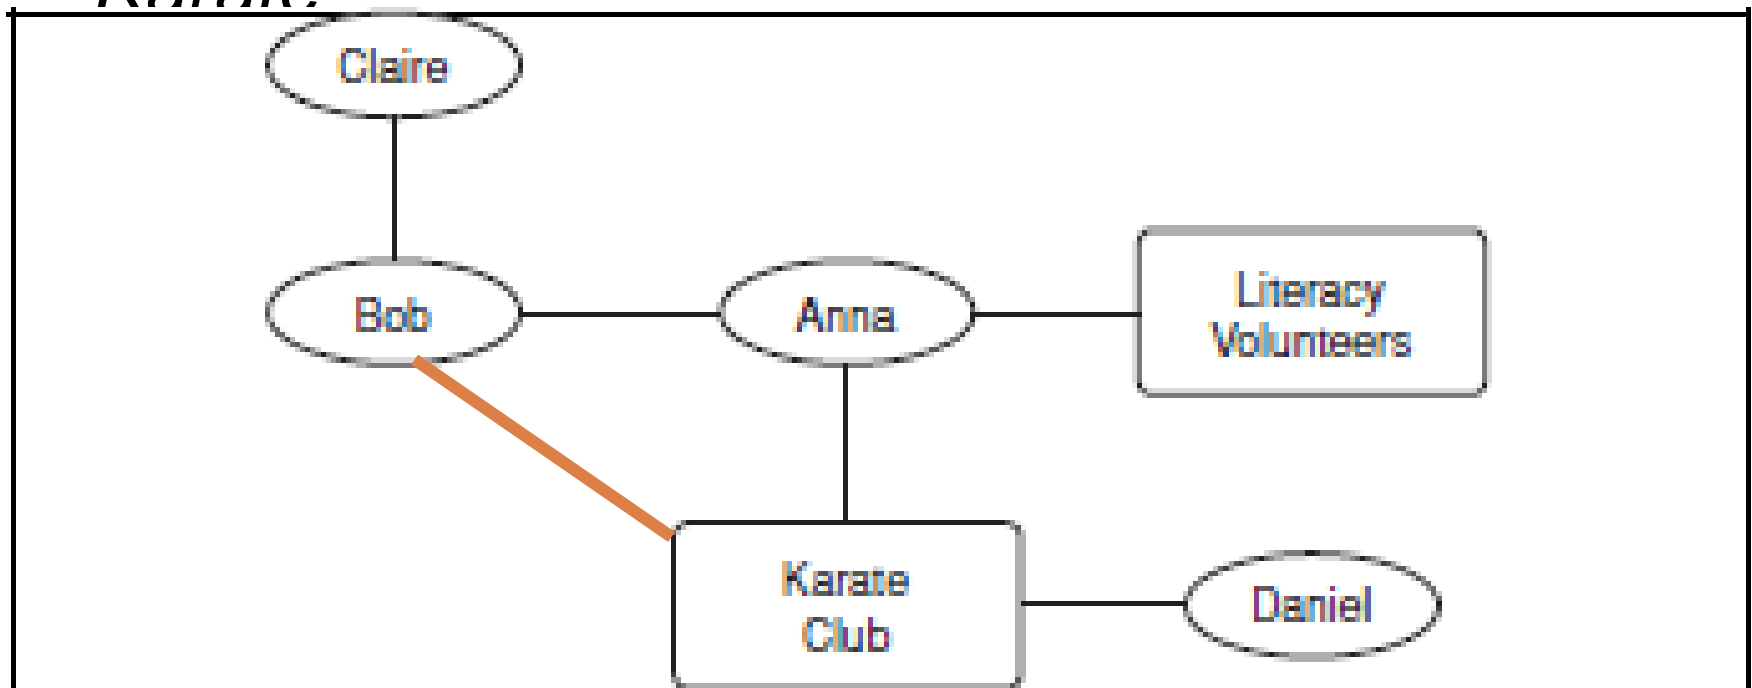 Claire
Bob
Anna
Literacy
Volunteers
Karate
Club
Daniel